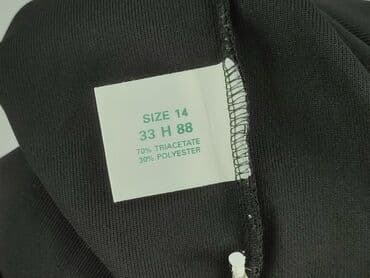 SIZE 14
33 H 88
70% TRIACETATE
30% POLYESTER